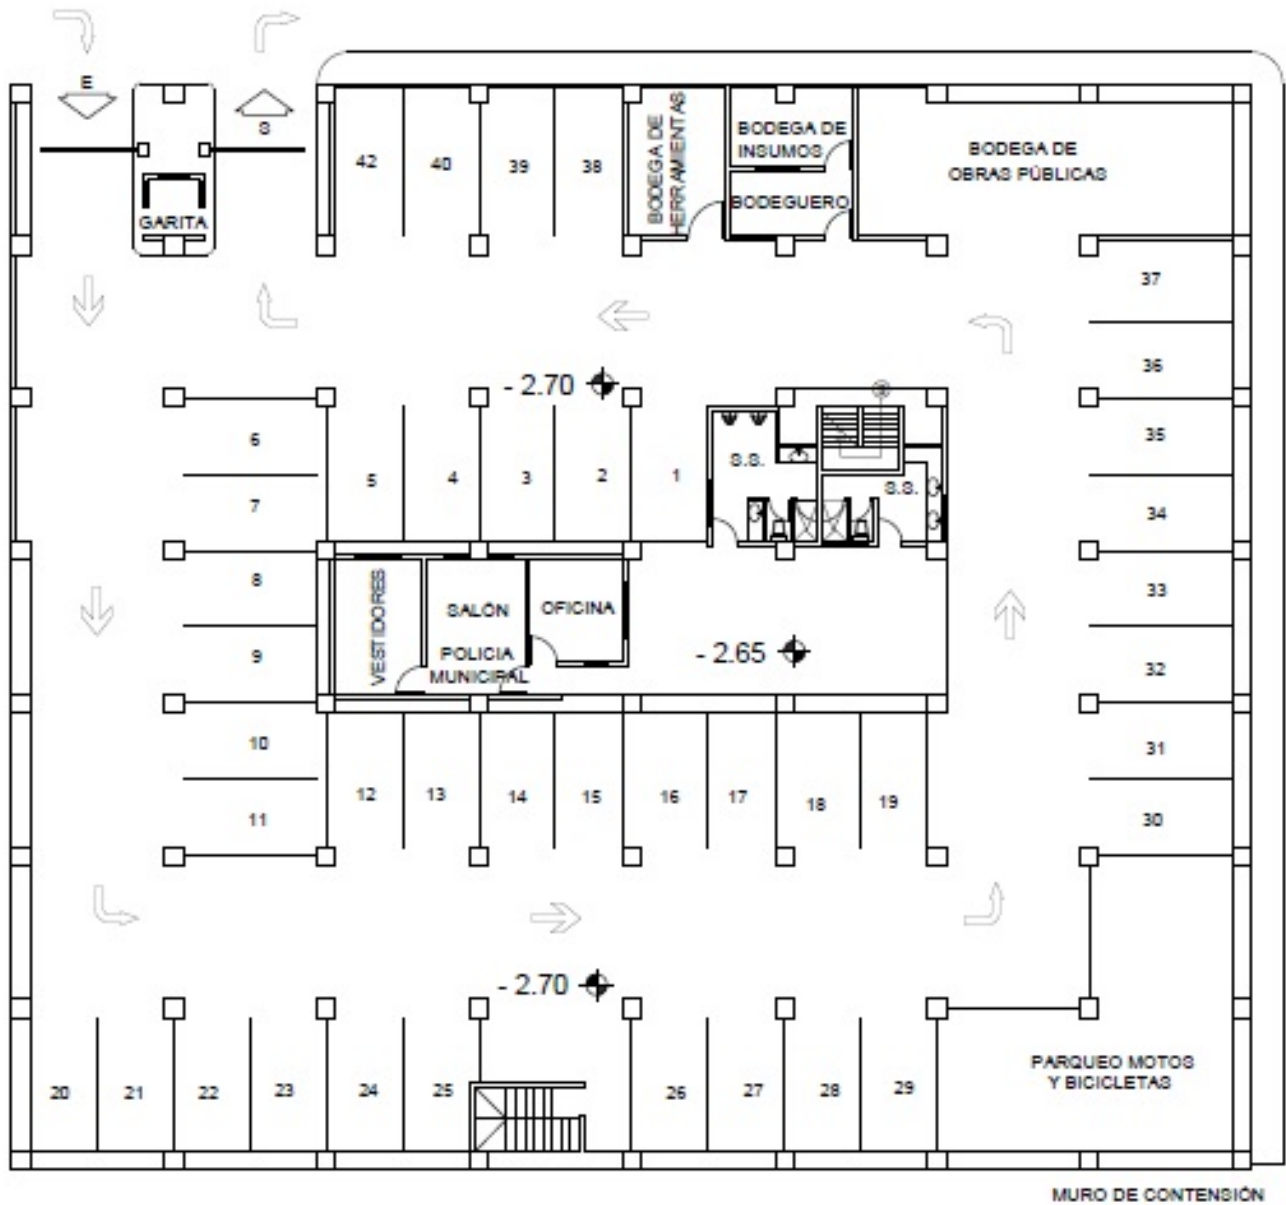 E
S
GARITA
42
40
39
38
BODEGA DE
HERRAMIENTAS
BODEGA DE
INSUMOS
BODEGUERO
BODEGA DE
OBRAS PÚBLICAS
37
36
- 2.70
6
7
5
4
3
2
1
S.S.
S.S.
35
34
8
9
VESTIDORES
SALÓN
POLICIA
MUNICIPAL
OFICINA
- 2.65
33
32
10
11
12
13
14
15
16
17
18
19
31
30
- 2.70
20
21
22
23
24
25
26
27
28
29
PARQUEO MOTOS
Y BICICLETAS
MURO DE CONTENSIÓN